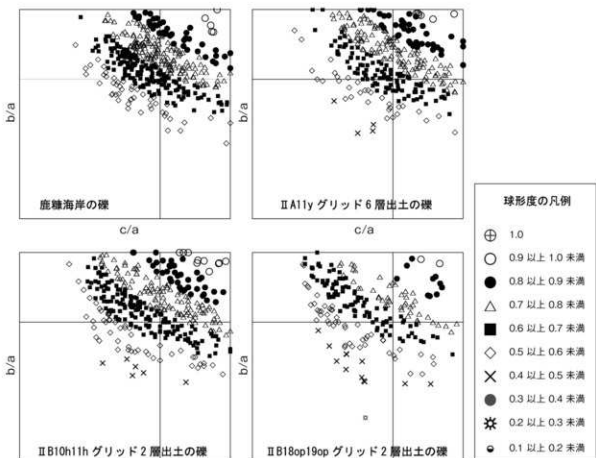 b/a
鹿糠海岸の礫
c/a
b/a
ⅡA11y グリッド 6 層出土の礫
c/a
b/a
ⅡB10h11h グリッド 2 層出土の礫
b/a
ⅡB18op19op グリッド 2 層出土の礫
球形度の凡例
1.0
0.9 以上 1.0 未満
0.8 以上 0.9 未満
0.7 以上 0.8 未満
0.6 以上 0.7 未満
0.5 以上 0.6 未満
0.4 以上 0.5 未満
0.3 以上 0.4 未満
0.2 以上 0.3 未満
0.1 以上 0.2 未満